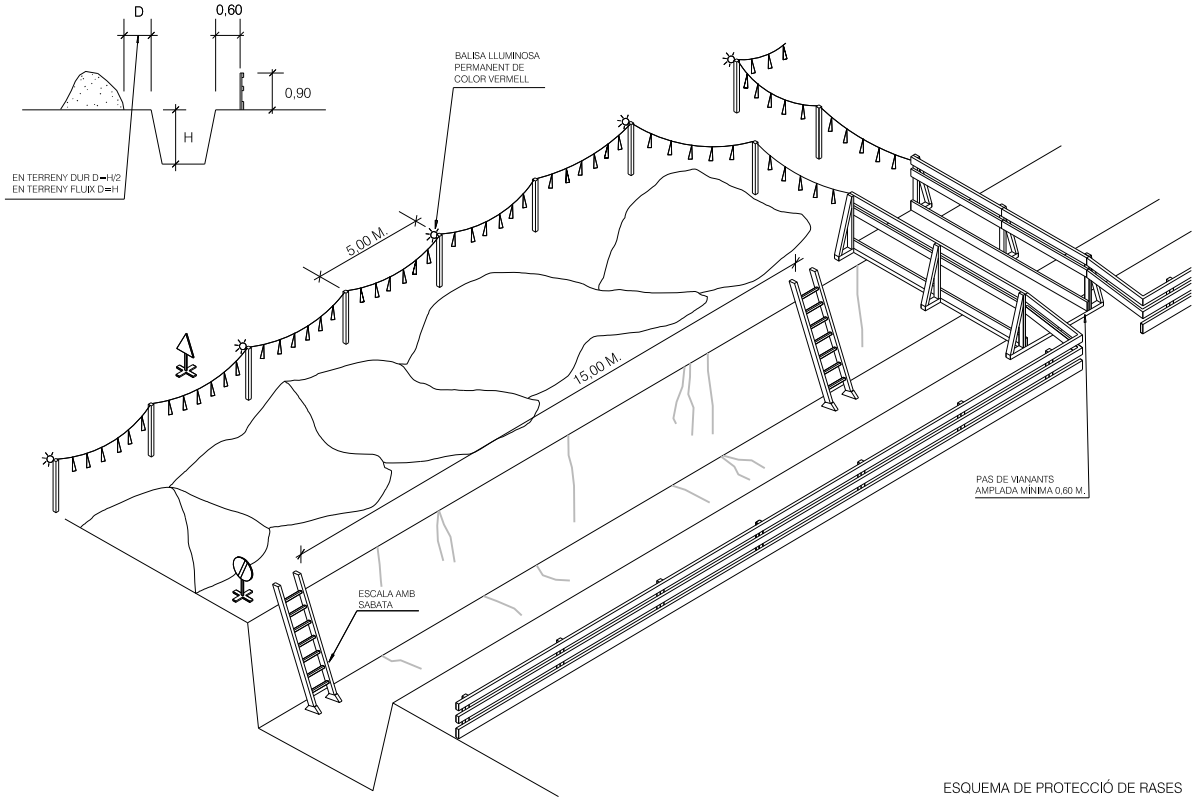 D
0,60
0,90
H
EN TERRENY DUR D=H/2
EN TERRENY FLUIX D=H
BALISA LLUMINOSA
PERMANENT DE
COLOR VERMELL
5,00 M.
15,00 M.
PAS DE VIANANTS
AMPLADA MÍNIMA 0,60 M.
ESCALA AMB
SABATA
ESQUEMA DE PROTECCIÓ DE RASES